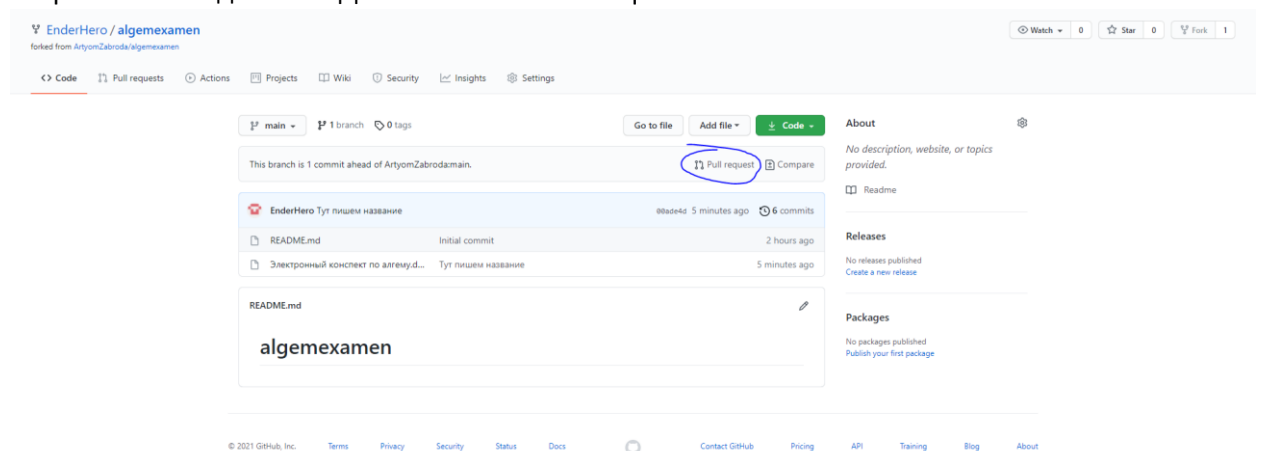 EnderHero / algemexamen
forked from ArtyomZabroda/algemexamen
Watch 0 Star 0 Fork 1
Code Pull requests Actions Projects Wiki Security Insights Settings
main 1 branch 0 tags Go to file Add file Code
This branch is 1 commit ahead of ArtyomZabroda:main. Pull request Compare
EnderHero Тут пишем название 00ade4d 5 minutes ago 6 commits
README.md Initial commit 2 hours ago
Электронный конспект по алгему.d... Тут пишем название 5 minutes ago
README.md
algemexamen
About
No description, website, or topics
provided.
Readme
Releases
No releases published
Create a new release
Packages
No packages published
Publish your first package
© 2021 GitHub, Inc. Terms Privacy Security Status Docs Contact GitHub Pricing API Training Blog About